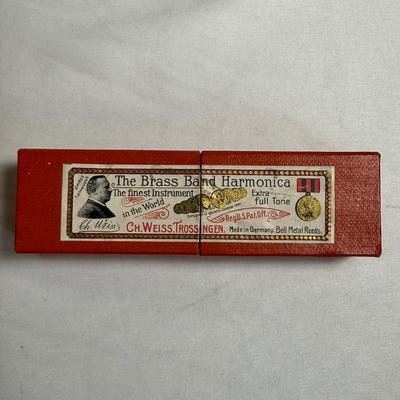 The Brass Band Harmonica
The finest Instrument
in the World
Extra-
full Tone
Reg. U.S. Pat. Off.
Ch. Weiss
CH. WEISS, TROSSINGEN.
Made in Germany. Bell Metal Reeds.